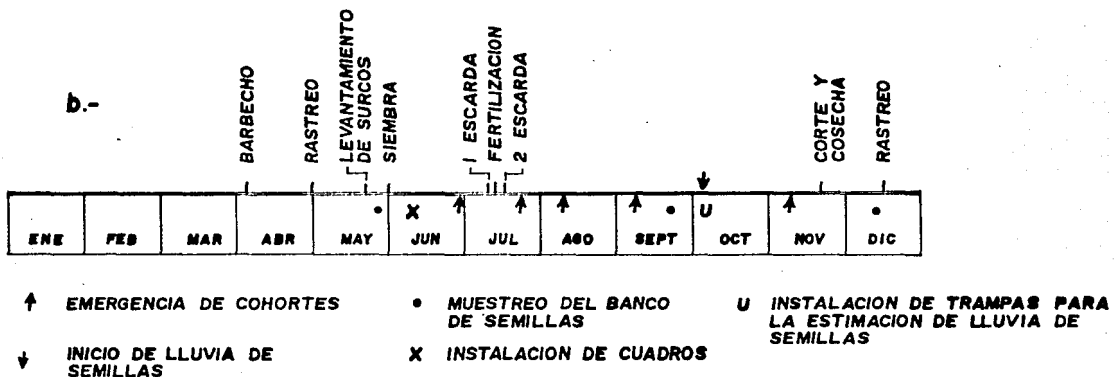 b.-
BARBECHO
RASTREO
LEVANTAMIENTO
DE SURCOS
SIEMBRA
1 ESCARDA
FERTILIZACION
2 ESCARDA
CORTE Y
COSECHA
RASTREO
X
U
ENE FEB MAR ABR MAY JUN JUL AGO SEPT OCT NOV DIC
↑ EMERGENCIA DE COHORTES
↓ INICIO DE LLUVIA DE
SEMILLAS
• MUESTREO DEL BANCO
DE SEMILLAS
X INSTALACION DE CUADROS
U INSTALACION DE TRAMPAS PARA
LA ESTIMACION DE LLUVIA DE
SEMILLAS